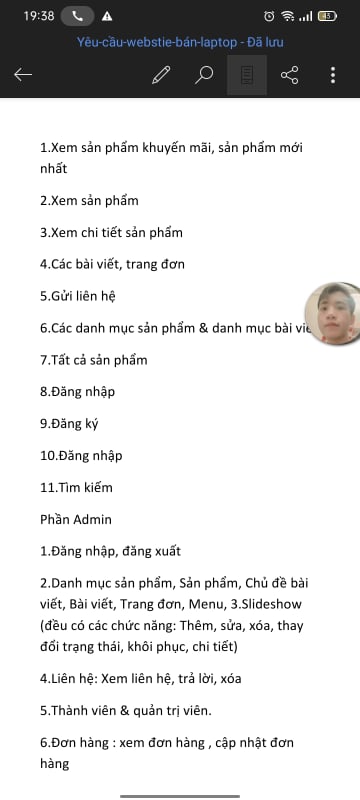 19:38
Yêu-cầu-webstie-bán-laptop - Đã lưu
1.Xem sản phẩm khuyến mãi, sản phẩm mới
nhất
2.Xem sản phẩm
3.Xem chi tiết sản phẩm
4.Các bài viết, trang đơn
5.Gửi liên hệ
6.Các danh mục sản phẩm & danh mục bài
7.Tất cả sản phẩm
8.Đăng nhập
9.Đăng ký
10.Đăng nhập
11.Tìm kiếm
Phần Admin
1.Đăng nhập, đăng xuất
2.Danh mục sản phẩm, Sản phẩm, Chủ đề bài
viết, Bài viết, Trang đơn, Menu, 3.Slideshow
(đều có các chức năng: Thêm, sửa, xóa, thay
đổi trạng thái, khôi phục, chi tiết)
4.Liên hệ: Xem liên hệ, trả lời, xóa
5.Thành viên & quản trị viên.
6.Đơn hàng : xem đơn hàng , cập nhật đơn
hàng